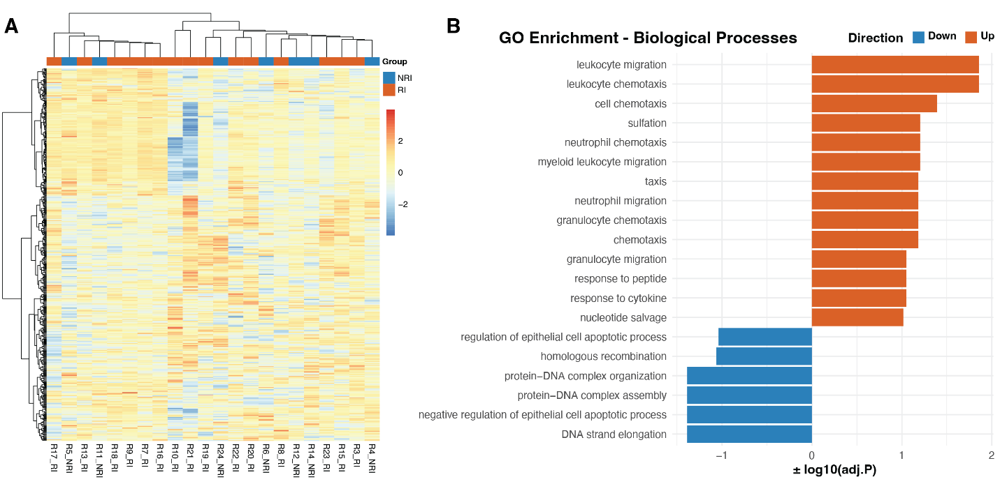 A
Group
NRI
RI
2
0
−2
R17_RI
R5_NRI
R13_RI
R11_NRI
R18_RI
R9_RI
R7_RI
R16_RI
R10_RI
R21_RI
R19_RI
R24_NRI
R22_RI
R20_RI
R6_NRI
R8_RI
R12_NRI
R14_NRI
R23_RI
R15_RI
R3_RI
R4_NRI
B
GO Enrichment - Biological Processes
Direction Down Up
leukocyte migration
leukocyte chemotaxis
cell chemotaxis
sulfation
neutrophil chemotaxis
myeloid leukocyte migration
taxis
neutrophil migration
granulocyte chemotaxis
chemotaxis
granulocyte migration
response to peptide
response to cytokine
nucleotide salvage
regulation of epithelial cell apoptotic process
homologous recombination
protein−DNA complex organization
protein−DNA complex assembly
negative regulation of epithelial cell apoptotic process
DNA strand elongation
−1 0 1 2
± log10(adj.P)